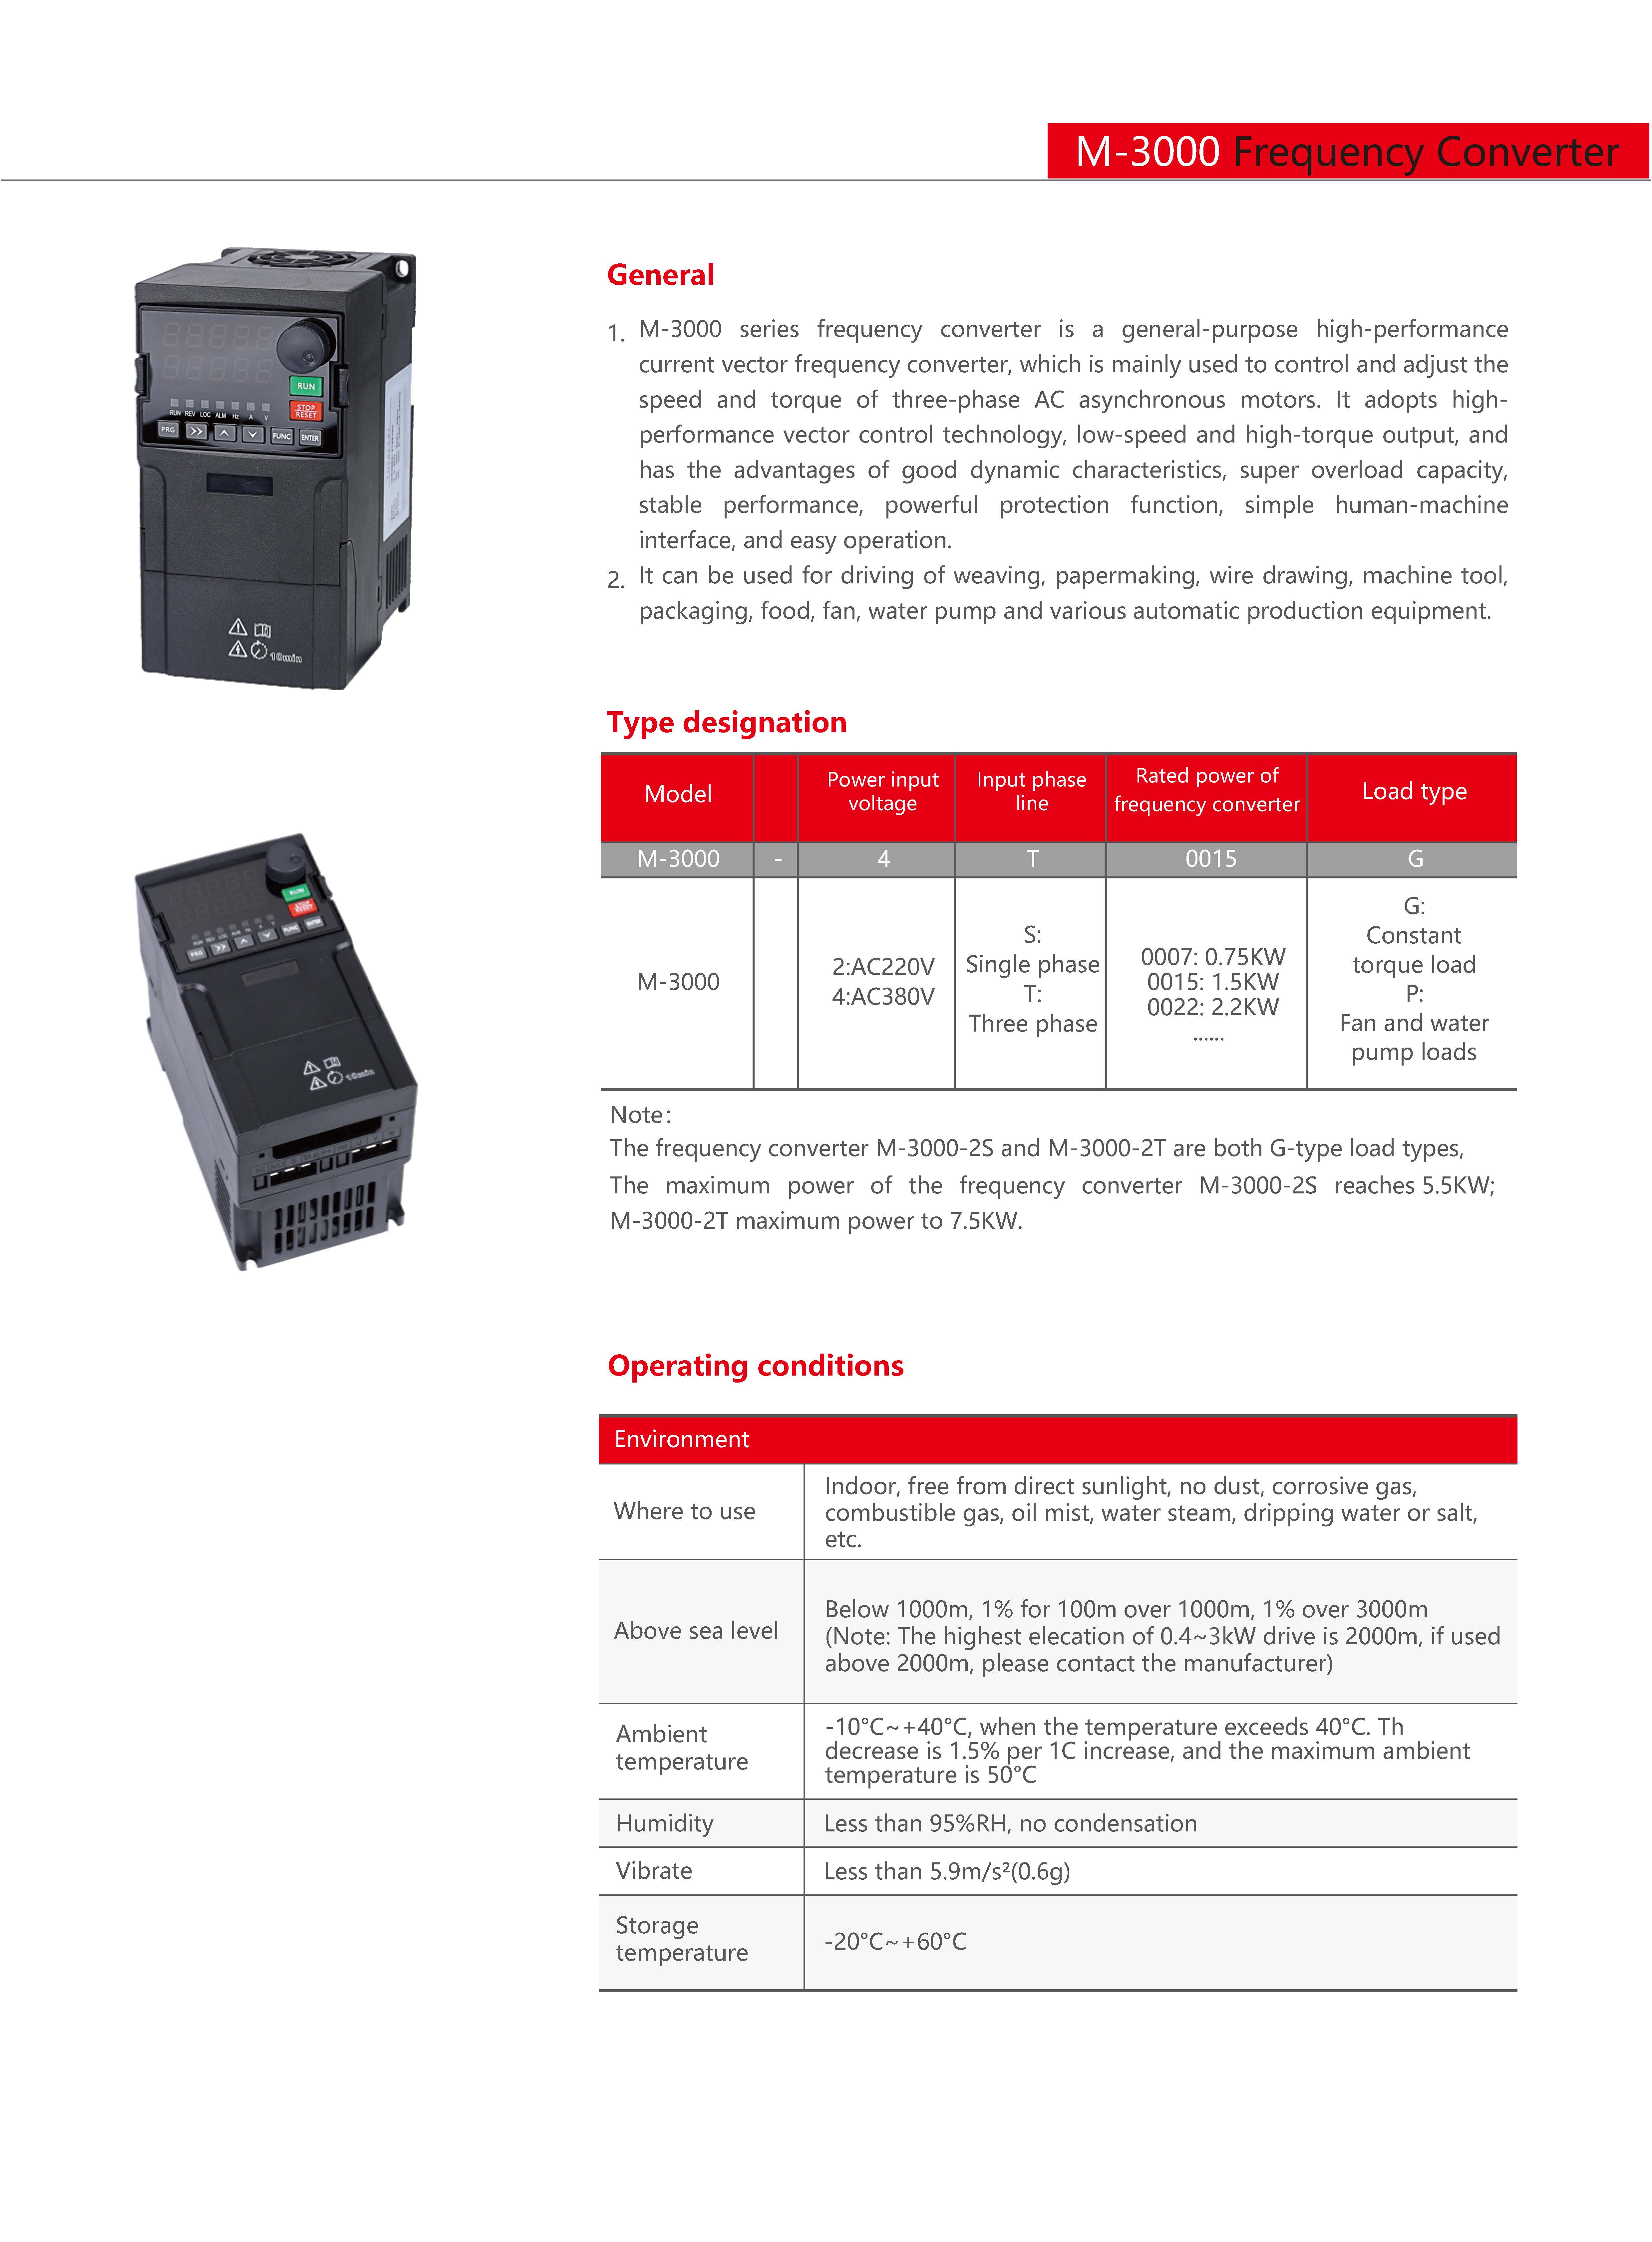 M-3000 Frequency Converter
General
1. M-3000 series frequency converter is a general-purpose high-performance
current vector frequency converter, which is mainly used to control and adjust the
speed and torque of three-phase AC asynchronous motors. It adopts high-
performance vector control technology, low-speed and high-torque output, and
has the advantages of good dynamic characteristics, super overload capacity,
stable performance, powerful protection function, simple human-machine
interface, and easy operation.
2. It can be used for driving of weaving, papermaking, wire drawing, machine tool,
packaging, food, fan, water pump and various automatic production equipment.
RUN
STOP
RESET
RUN REV LOC ALM Hz A V
PRG FUNC ENTER
10min
Type designation
Model
Power input
voltage
Input phase
line
Rated power of
frequency converter
Load type
M-3000 - 4 T 0015 G
M-3000
2:AC220V
4:AC380V
S:
Single phase
T:
Three phase
0007: 0.75KW
0015: 1.5KW
0022: 2.2KW
......
G:
Constant
torque load
P:
Fan and water
pump loads
RUN
STOP
RESET
RUN REV LOC ALM Hz A V
PRG FUNC ENTER
10min
Note:
The frequency converter M-3000-2S and M-3000-2T are both G-type load types,
The maximum power of the frequency converter M-3000-2S reaches 5.5KW;
M-3000-2T maximum power to 7.5KW.
Operating conditions
Environment
Where to use
Indoor, free from direct sunlight, no dust, corrosive gas,
combustible gas, oil mist, water steam, dripping water or salt,
etc.
Above sea level
Below 1000m, 1% for 100m over 1000m, 1% over 3000m
(Note: The highest elecation of 0.4~3kW drive is 2000m, if used
above 2000m, please contact the manufacturer)
Ambient
temperature
-10°C~+40°C, when the temperature exceeds 40°C. Th
decrease is 1.5% per 1C increase, and the maximum ambient
temperature is 50°C
Humidity
Less than 95%RH, no condensation
Vibrate
Less than 5.9m/s²(0.6g)
Storage
temperature
-20°C~+60°C